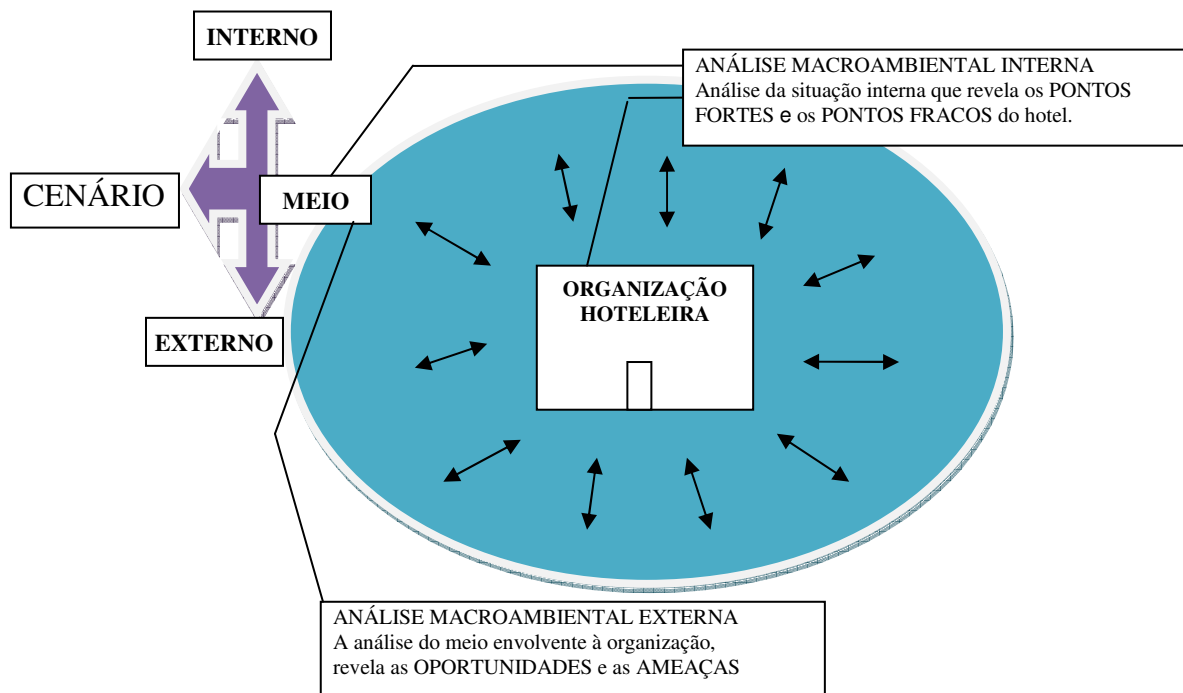 INTERNO
ANÁLISE MACROAMBIENTAL INTERNA
Análise da situação interna que revela os PONTOS
FORTES e os PONTOS FRACOS do hotel.
CENÁRIO
MEIO
ORGANIZAÇÃO
HOTELEIRA
EXTERNO
ANÁLISE MACROAMBIENTAL EXTERNA
A análise do meio envolvente à organização,
revela as OPORTUNIDADES e as AMEAÇAS